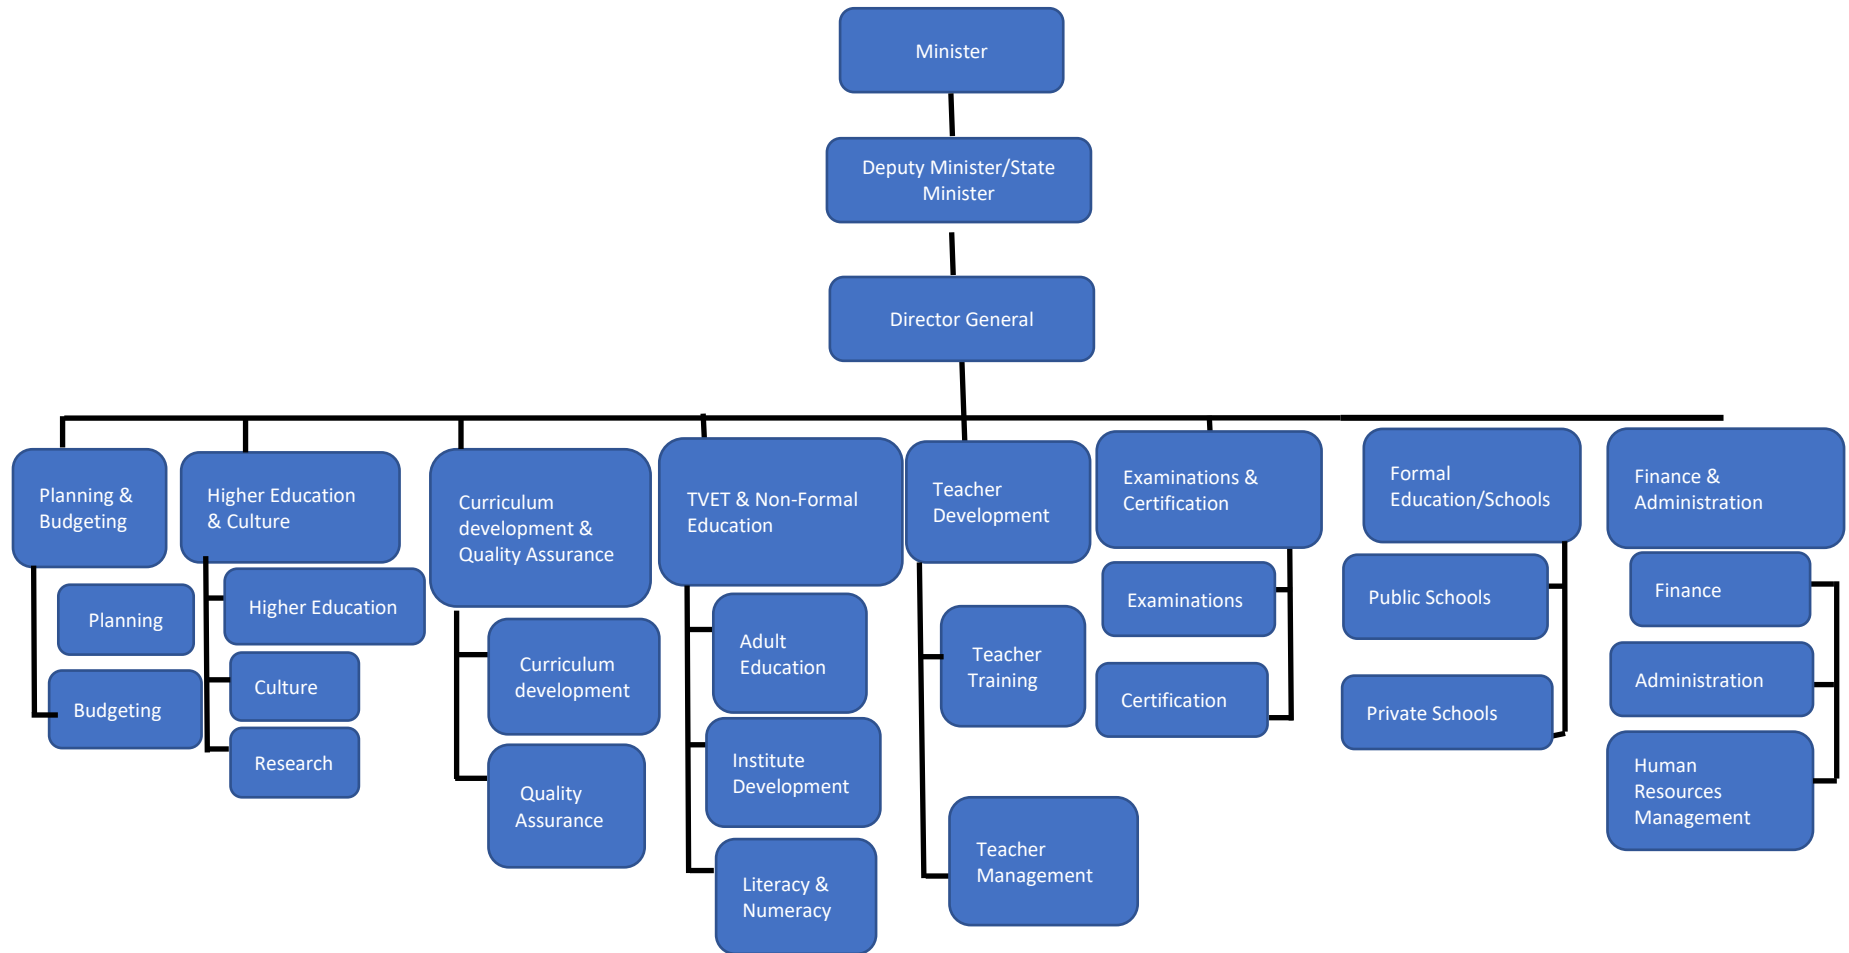 Minister
Deputy Minister/State
Minister
Director General
Planning &
Budgeting
Planning
Budgeting
Higher Education
& Culture
Higher Education
Culture
Research
Curriculum
development &
Quality Assurance
Curriculum
development
Quality
Assurance
TVET & Non-Formal
Education
Adult
Education
Institute
Development
Literacy &
Numeracy
Teacher
Development
Teacher
Training
Teacher
Management
Examinations &
Certification
Examinations
Certification
Formal
Education/Schools
Public Schools
Private Schools
Finance &
Administration
Finance
Administration
Human
Resources
Management